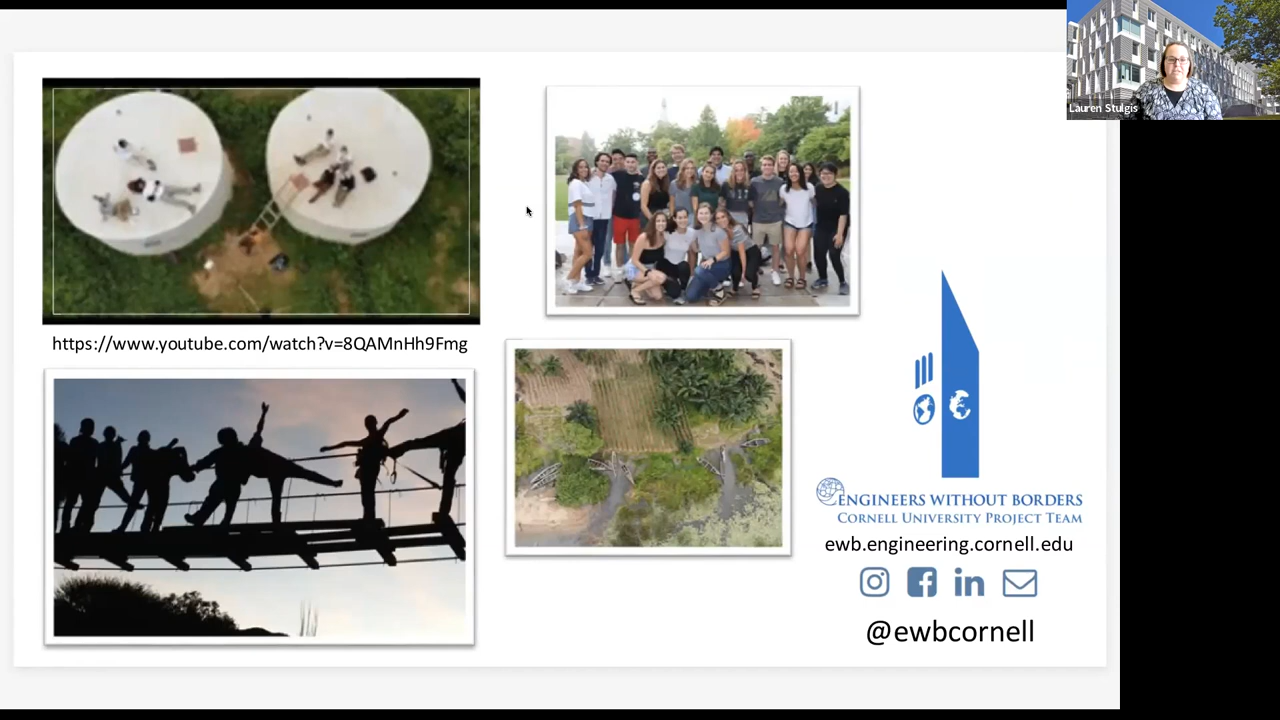 Lauren Stulgis
https://www.youtube.com/watch?v=8QAMnHh9Fmg
ENGINEERS WITHOUT BORDERS
CORNELL UNIVERSITY PROJECT TEAM
ewb.engineering.cornell.edu
in
@ewbcornell